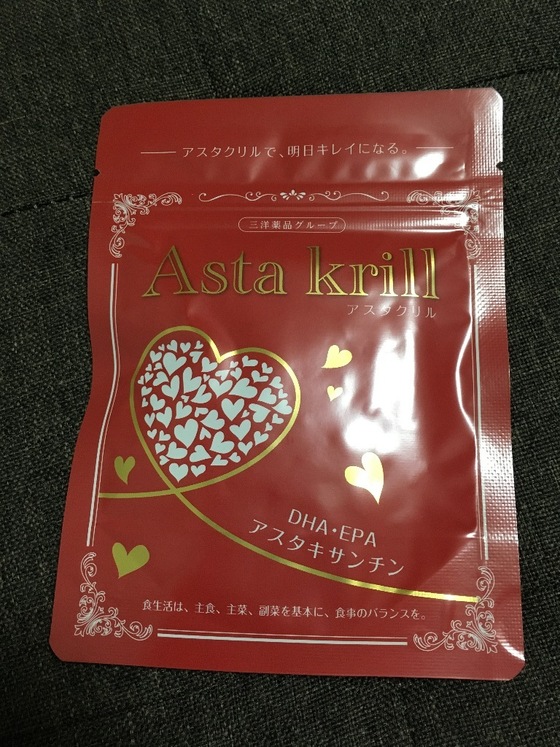 アスタクリルで、明日キレイになる。
三洋薬品グループ
Asta krill
アスタクリル
DHA・EPA
アスタキサンチン
食生活は、主食、主菜、副菜を基本に、食事のバランスを。